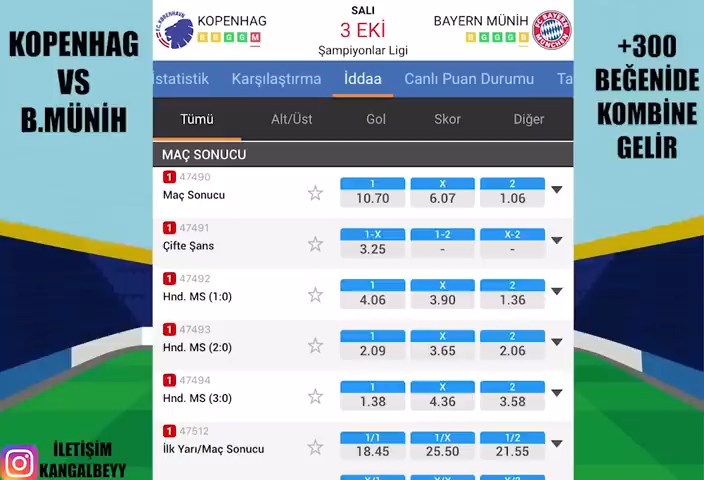 KOPENHAG
VS
B.MÜNİH
KOPENHAG
B B G G M
SALI
3 EKİ
Şampiyonlar Ligi
BAYERN MÜNİH
B G G G B
+300
BEĞENİDE
KOMBİNE
GELİR
İstatistik Karşılaştırma İddaa Canlı Puan Durumu Ta
Tümü Alt/Üst Gol Skor Diğer
MAÇ SONUCU
1 47490
Maç Sonucu
1 X 2
10.70 6.07 1.06
1 47491
Çifte Şans
1-X 1-2 X-2
3.25 - -
1 47492
Hnd. MS (1:0)
1 X 2
4.06 3.90 1.36
1 47493
Hnd. MS (2:0)
1 X 2
2.09 3.65 2.06
1 47494
Hnd. MS (3:0)
1 X 2
1.38 4.36 3.58
1 47512
İlk Yarı/Maç Sonucu
1/1 1/X 1/2
18.45 25.50 21.55
İLETİŞİM
KANGALBEYY